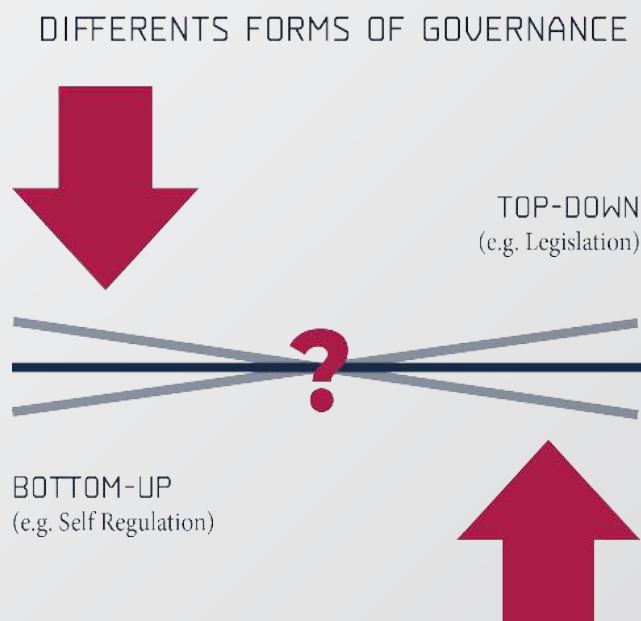 DIFFERENTS FORMS OF GOVERNANCE
TOP-DOWN
(e.g. Legislation)
?
BOTTOM-UP
(e.g. Self Regulation)